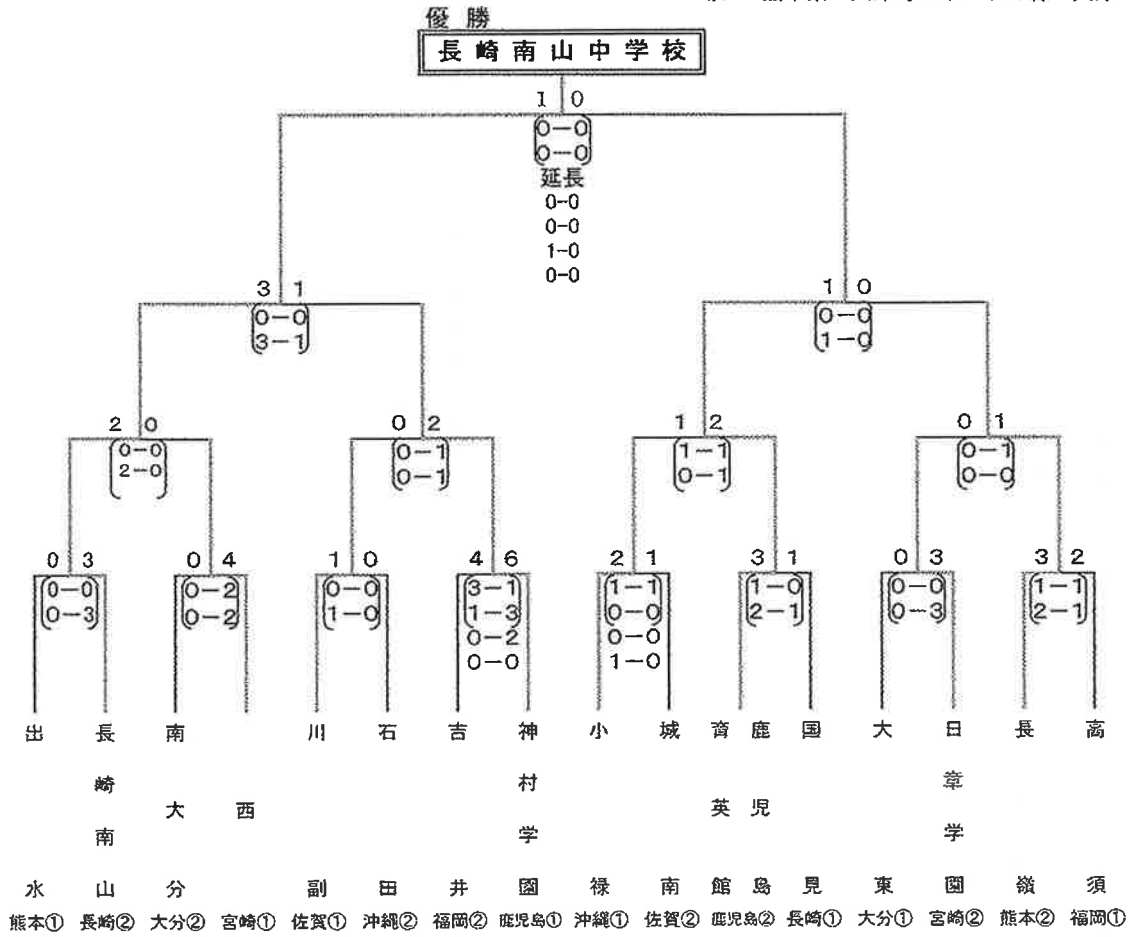 優勝
長崎南山中学校
1 0
0-0
0-0
延長
0-0
0-0
1-0
0-0
3 1
0-0
3-1
1 0
0-0
1-0
2 0
0-0
2-0
0 2
0-1
0-1
1 2
1-1
0-1
0 1
0-1
0-0
0 3
0-0
0-3
0 4
0-2
0-2
1 0
0-0
1-0
4 6
3-1
1-3
0-2
0-0
2 1
1-1
0-0
0-0
1-0
3 1
1-0
2-1
0 3
0-0
0-3
3 2
1-1
2-1
出水
長崎南山
南大分
西
川副
石田
吉井
神村学園
小禄
城南
鹿児島
育英館
国見
大東
日章学園
長嶺
高須
熊本① 長崎② 大分② 宮崎① 佐賀① 沖縄② 福岡② 鹿児島① 沖縄① 佐賀② 鹿児島② 長崎① 大分① 宮崎② 熊本② 福岡①